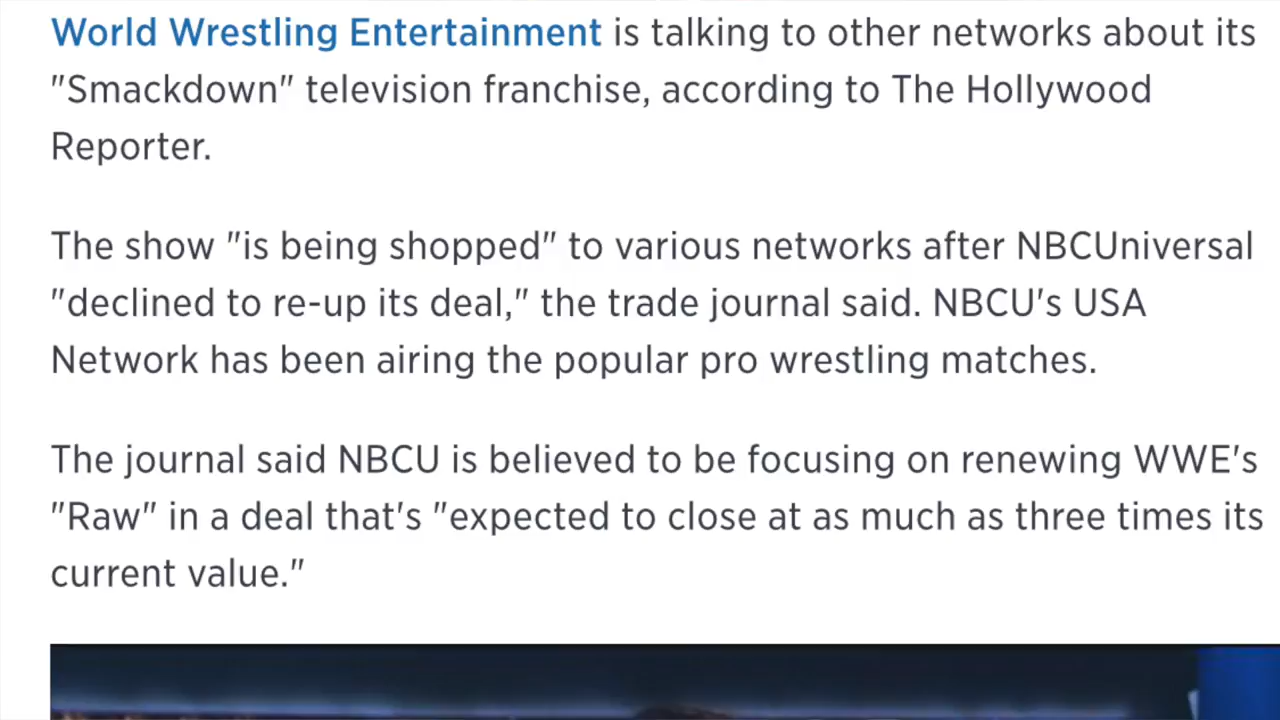 World Wrestling Entertainment is talking to other networks about its
"Smackdown" television franchise, according to The Hollywood
Reporter.
The show "is being shopped" to various networks after NBCUniversal
"declined to re-up its deal," the trade journal said. NBCU's USA
Network has been airing the popular pro wrestling matches.
The journal said NBCU is believed to be focusing on renewing WWE's
"Raw" in a deal that's "expected to close at as much as three times its
current value."